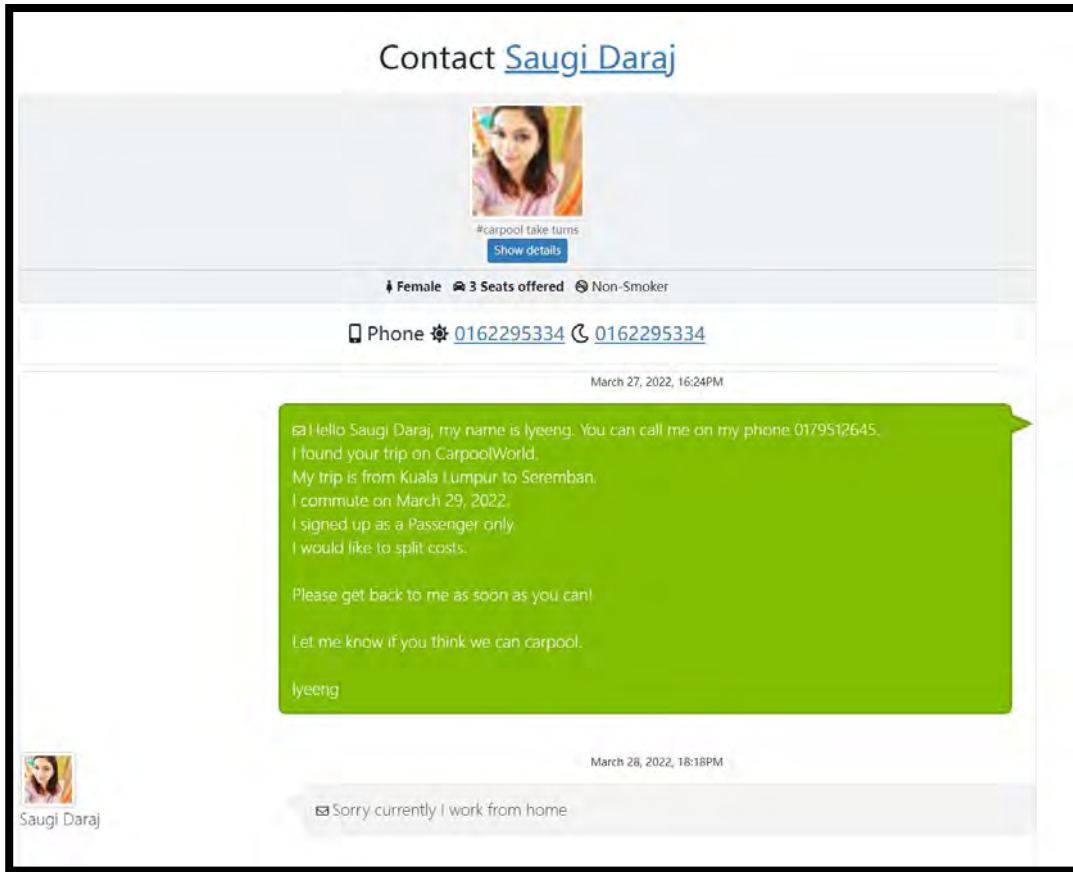 Contact Saugi Daraj
#carpool take turns
Show details
Female 3 Seats offered Non-Smoker
Phone 0162295334 0162295334
March 27, 2022, 16:24PM
Hello Saugi Daraj, my name is lyeeng. You can call me on my phone 0179512645.
I found your trip on CarpoolWorld.
My trip is from Kuala Lumpur to Seremban.
I commute on March 29, 2022.
I signed up as a Passenger only.
I would like to split costs.
Please get back to me as soon as you can!
Let me know if you think we can carpool.
lyeeng
March 28, 2022, 18:18PM
Sorry currently I work from home
Saugi Daraj